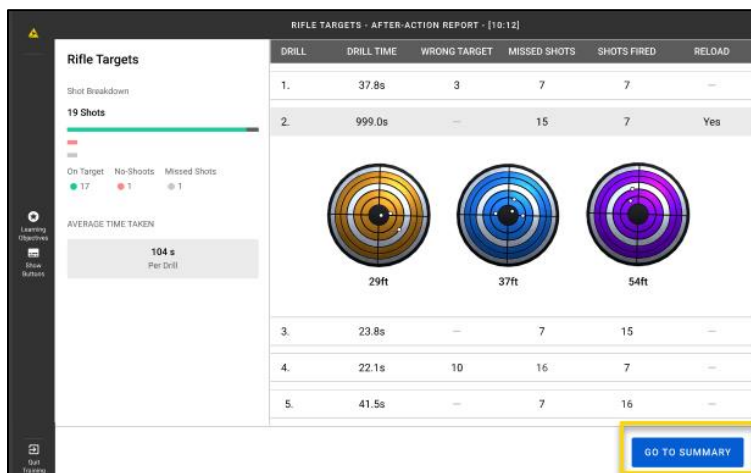 RIFLE TARGETS - AFTER-ACTION REPORT - [10:12]
Rifle Targets
Shot Breakdown
19 Shots
On Target No-Shoots Missed Shots
17 1 1
AVERAGE TIME TAKEN
104 s
Per Drill
Learning
Objectives
Show
Buttons
Quit
Training
DRILL DRILL TIME WRONG TARGET MISSED SHOTS SHOTS FIRED RELOAD
1. 37.8s 3 7 7 —
2. 999.0s — 15 7 Yes
29ft 37ft 54ft
3. 23.8s — 7 15 —
4. 22.1s 10 16 7 —
5. 41.5s — 7 16 —
GO TO SUMMARY